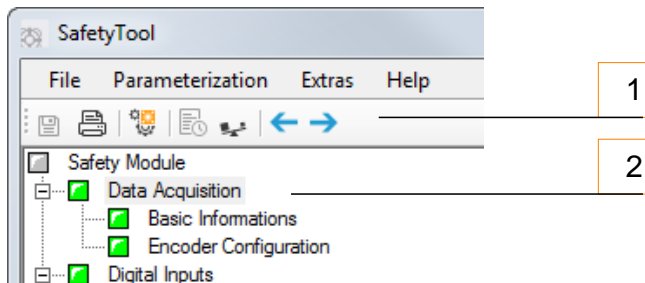 SafetyTool
File Parameterization Extras Help
1
Safety Module
2
Data Acquisition
Basic Informations
Encoder Configuration
Digital Inputs